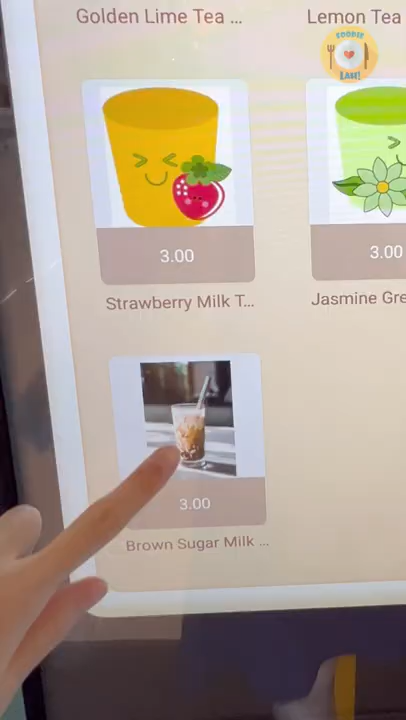 Golden Lime Tea ...
Lemon Tea
FOODIE
LAH!
3.00
3.00
Strawberry Milk T...
Jasmine Gre
3.00
Brown Sugar Milk ...